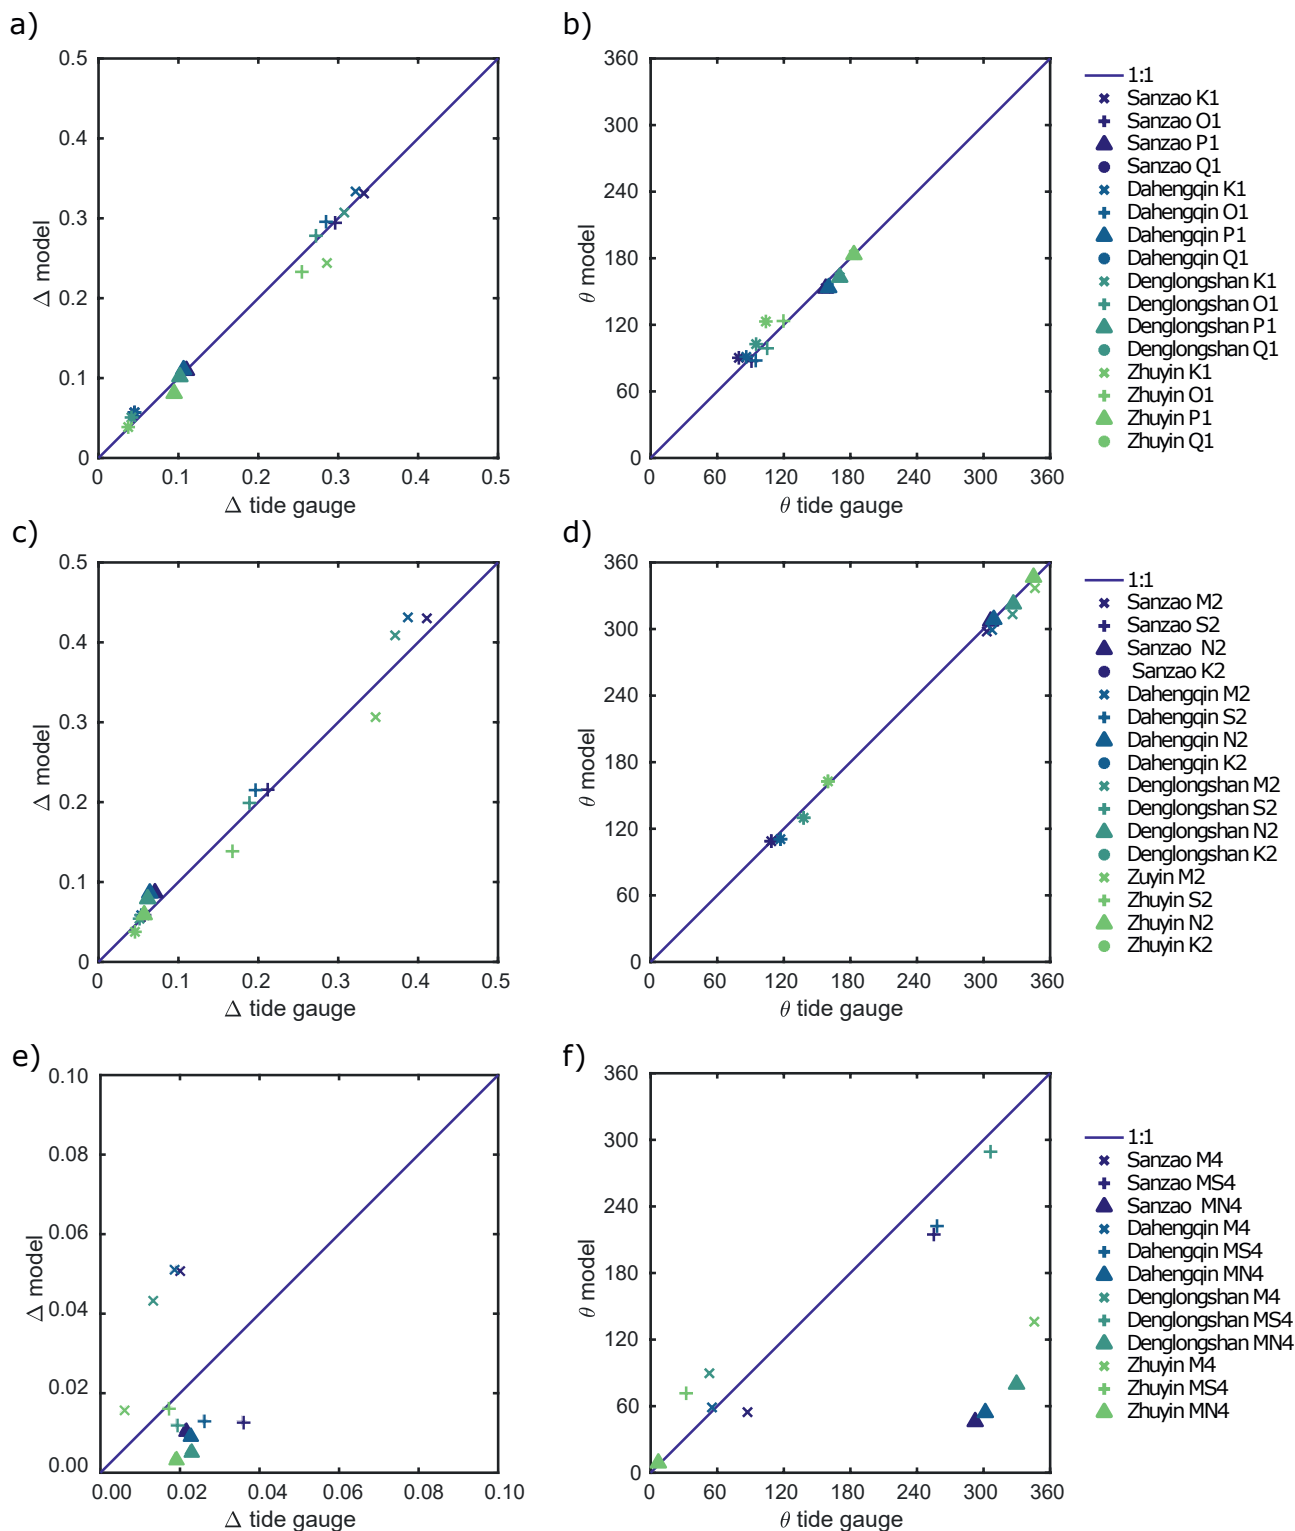 a)
0.5
0.4
0.3
0.2
0.1
0
Δ model
0 0.1 0.2 0.3 0.4 0.5
Δ tide gauge
b)
360
300
240
180
120
60
0
θ model
0 60 120 180 240 300 360
θ tide gauge
1:1
Sanzao K1
Sanzao O1
Sanzao P1
Sanzao Q1
Dahengqin K1
Dahengqin O1
Dahengqin P1
Dahengqin Q1
Denglongshan K1
Denglongshan O1
Denglongshan P1
Denglongshan Q1
Zhuyin K1
Zhuyin O1
Zhuyin P1
Zhuyin Q1
c)
0.5
0.4
0.3
0.2
0.1
0
Δ model
0 0.1 0.2 0.3 0.4 0.5
Δ tide gauge
d)
360
300
240
180
120
60
0
θ model
0 60 120 180 240 300 360
θ tide gauge
1:1
Sanzao M2
Sanzao S2
Sanzao N2
Sanzao K2
Dahengqin M2
Dahengqin S2
Dahengqin N2
Dahengqin K2
Denglongshan M2
Denglongshan S2
Denglongshan N2
Denglongshan K2
Zuyin M2
Zhuyin S2
Zhuyin N2
Zhuyin K2
e)
0.10
0.08
0.06
0.04
0.02
0.00
Δ model
0.00 0.02 0.04 0.06 0.08 0.10
Δ tide gauge
f)
360
300
240
180
120
60
0
θ model
0 60 120 180 240 300 360
θ tide gauge
1:1
Sanzao M4
Sanzao MS4
Sanzao MN4
Dahengqin M4
Dahengqin MS4
Dahengqin MN4
Denglongshan M4
Denglongshan MS4
Denglongshan MN4
Zhuyin M4
Zhuyin MS4
Zhuyin MN4